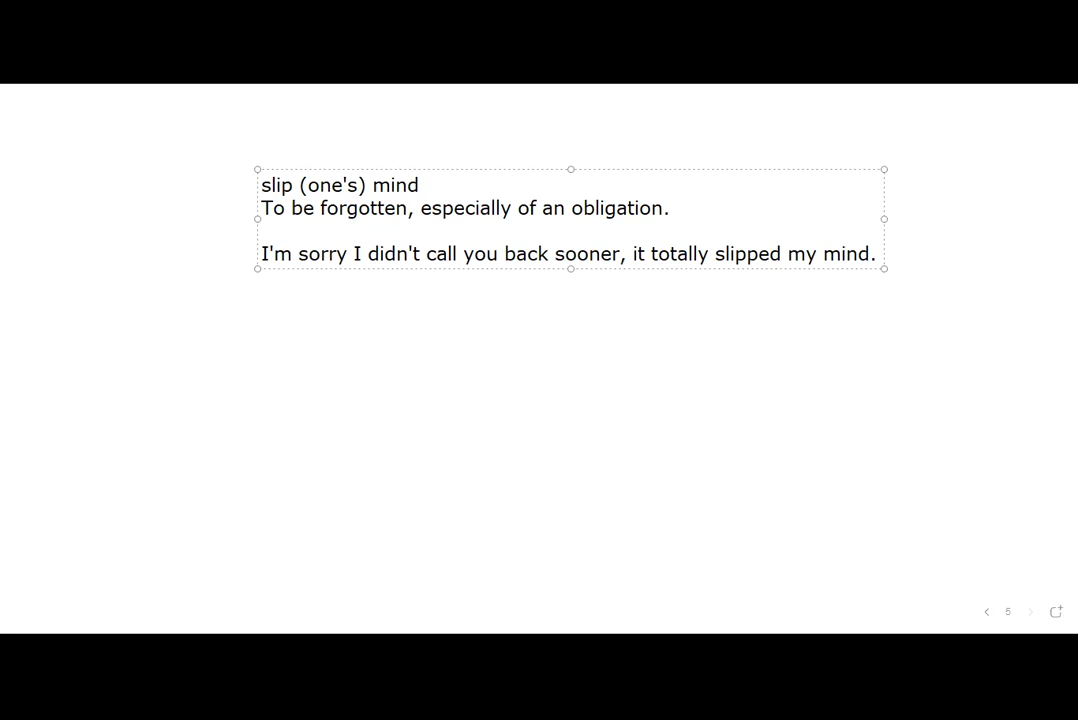 slip (one's) mind
To be forgotten, especially of an obligation.
I'm sorry I didn't call you back sooner, it totally slipped my mind.
5